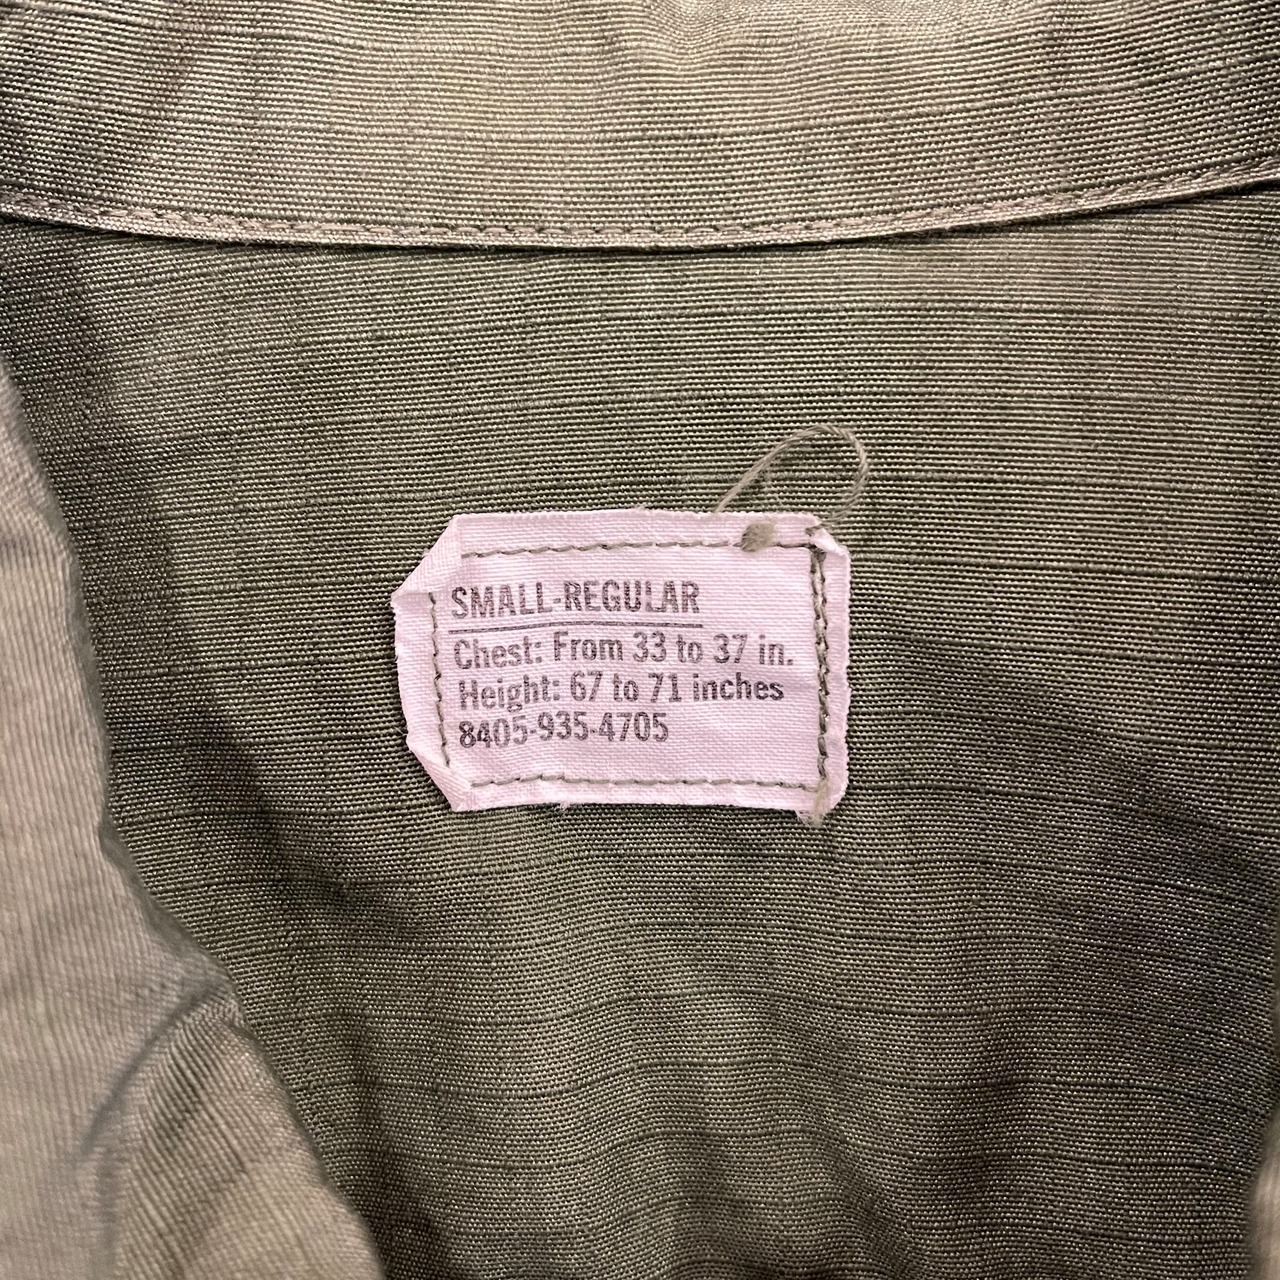 SMALL-REGULAR
Chest: From 33 to 37 in.
Height: 67 to 71 inches
8405-935-4705